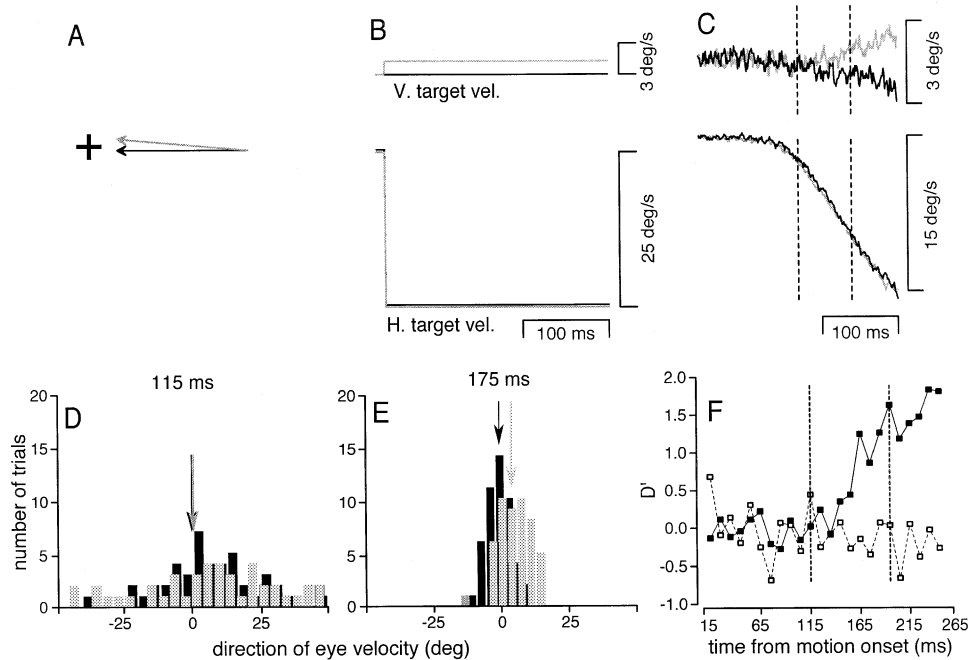 A
B
C
3 deg/s
V. target vel.
25 deg/s
H. target vel.
100 ms
3 deg/s
15 deg/s
100 ms
D
115 ms
number of trials
20
15
10
5
0
-25
0
25
E
175 ms
20
15
10
5
0
-25
0
25
direction of eye velocity (deg)
F
D'
2.0
1.5
1.0
0.5
0.0
-0.5
-1.0
15
65
115
165
215
265
time from motion onset (ms)